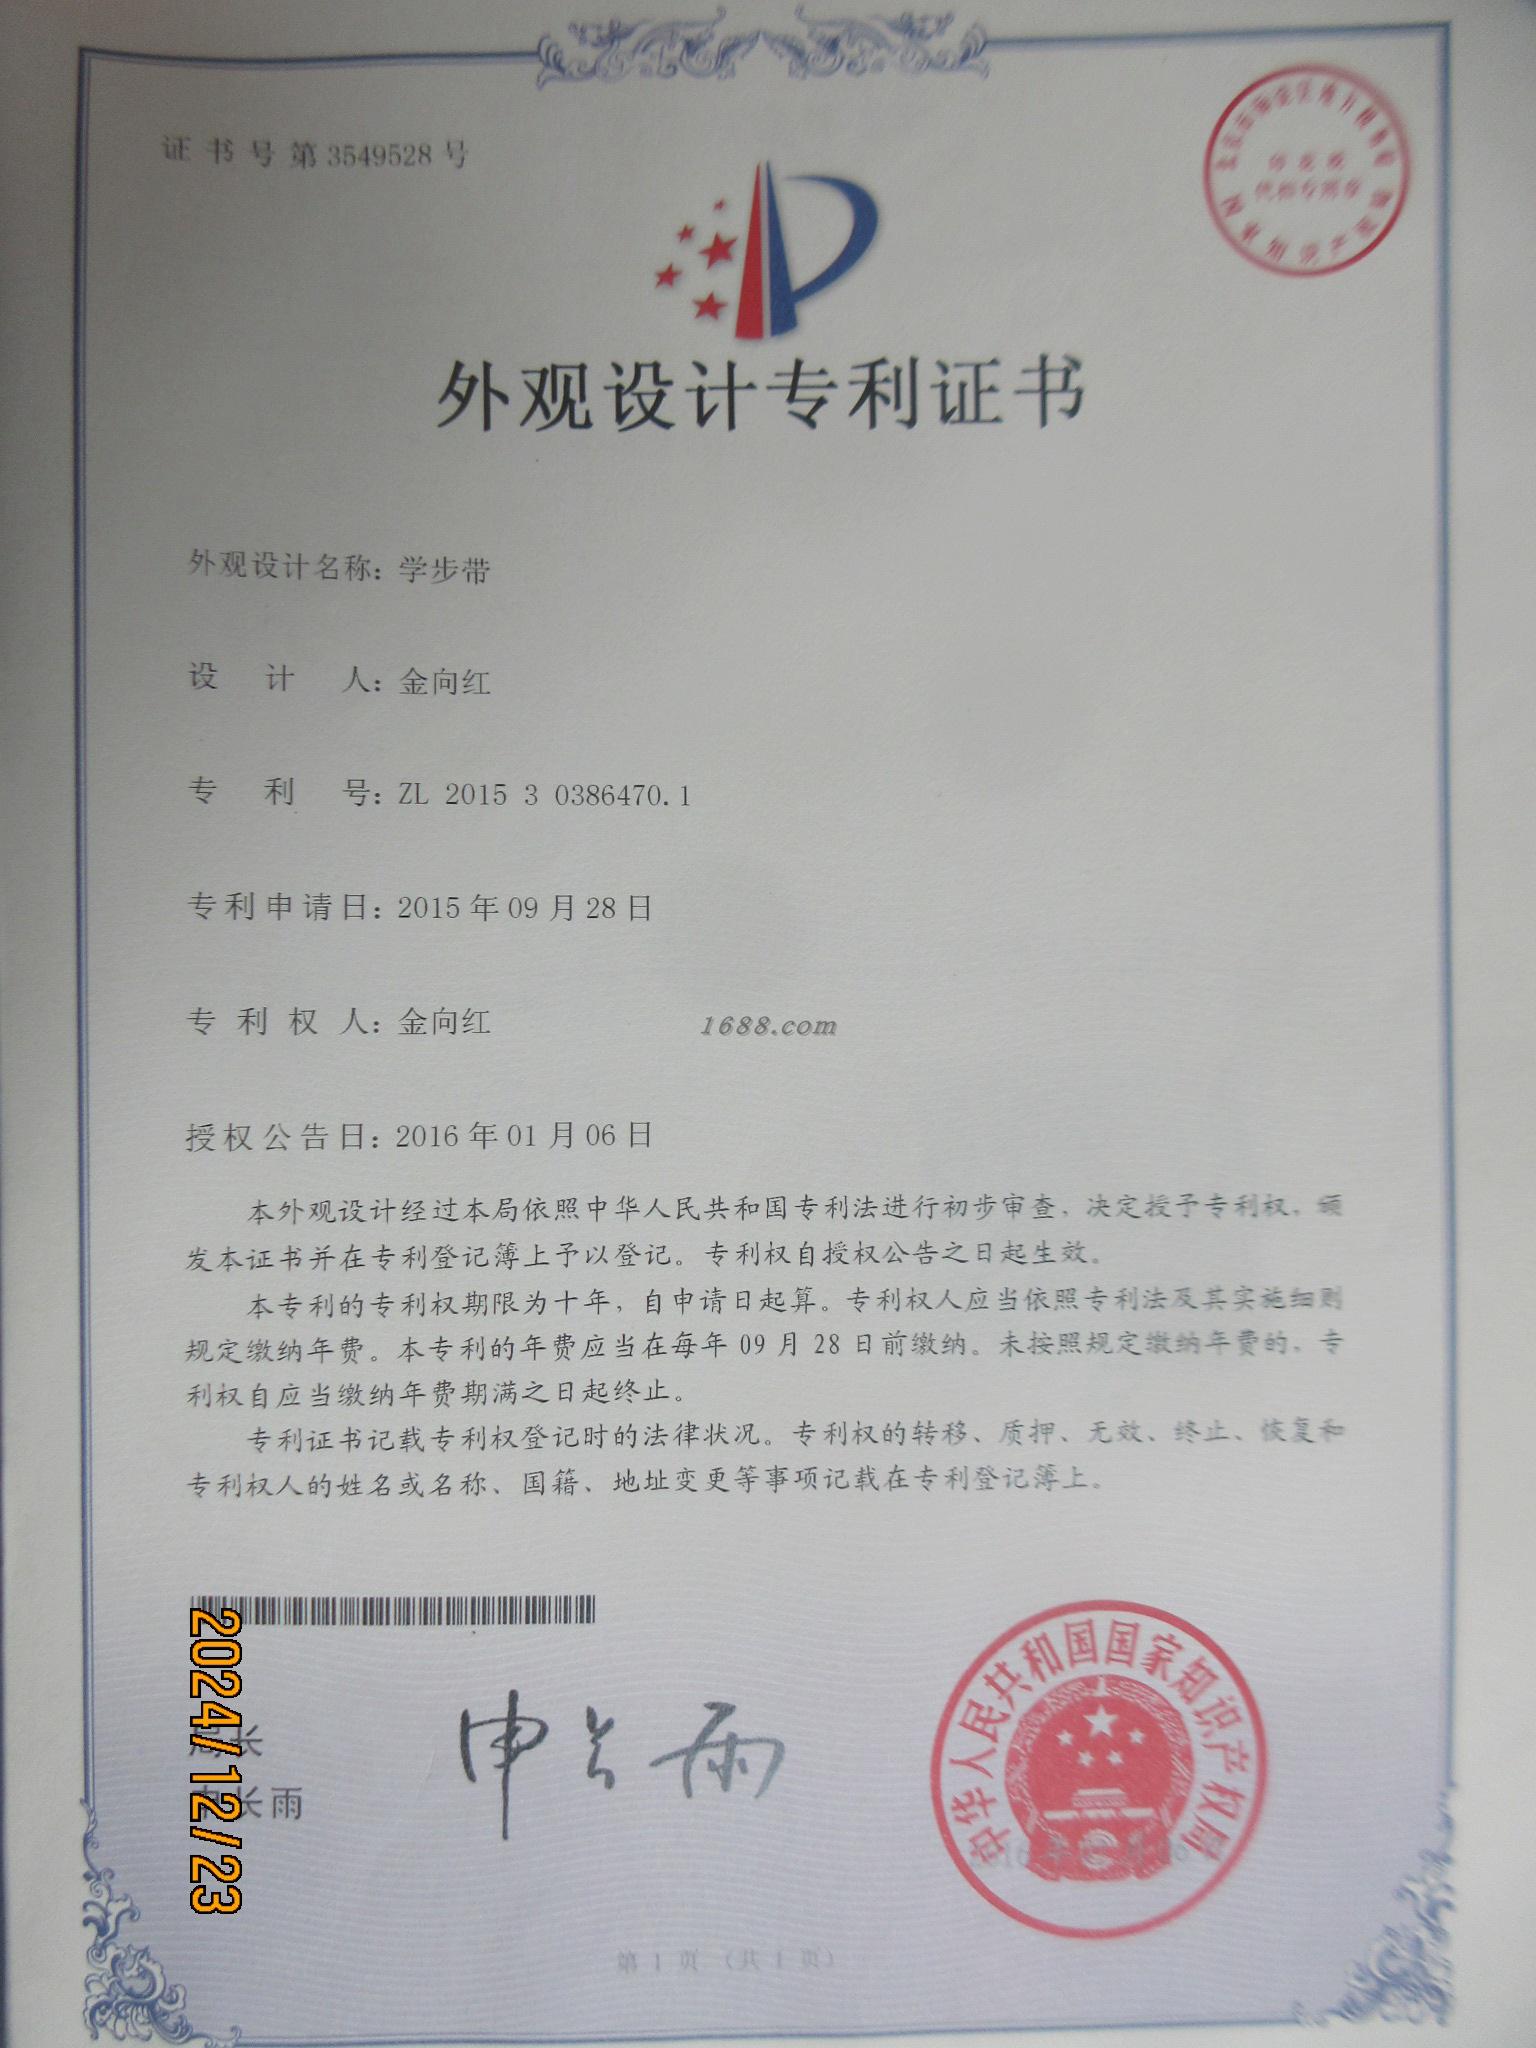 证书号第3549528号
外观设计专利证书
外观设计名称：学步带
设计人：金向红
专利号：ZL 2015 3 0386470.1
专利申请日：2015年09月28日
专利权人：金向红
1688.com
授权公告日：2016年01月06日
本外观设计经过本局依照中华人民共和国专利法进行初步审查，决定授予专利权，颁
发本证书并在专利登记簿上予以登记。专利权自授权公告之日起生效。
本专利的专利权期限为十年，自申请日起算。专利权人应当依照专利法及其实施细则
规定缴纳年费。本专利的年费应当在每年09月28日前缴纳。未按照规定缴纳年费的，专
利权自应当缴纳年费期满之日起终止。
专利证书记载专利权登记时的法律状况。专利权的转移、质押、无效、终止、恢复和
专利权人的姓名或名称、国籍、地址变更等事项记载在专利登记簿上。
2024/12/23
局长
申长雨
申长雨
中华人民共和国国家知识产权局
第1页（共1页）